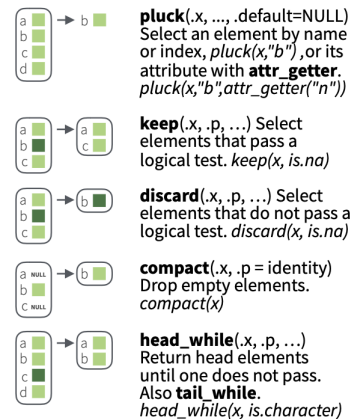 a
b
c
d
b
pluck(.x, ..., .default=NULL)
Select an element by name
or index, pluck(x,"b") ,or its
attribute with attr_getter.
pluck(x,"b",attr_getter("n"))
a
b
c
a
c
keep(.x, .p, …) Select
elements that pass a
logical test. keep(x, is.na)
a
b
c
b
discard(.x, .p, …) Select
elements that do not pass a
logical test. discard(x, is.na)
a NULL
b
c NULL
b
compact(.x, .p = identity)
Drop empty elements.
compact(x)
a
b
c
d
a
b
head_while(.x, .p, …)
Return head elements
until one does not pass.
Also tail_while.
head_while(x, is.character)